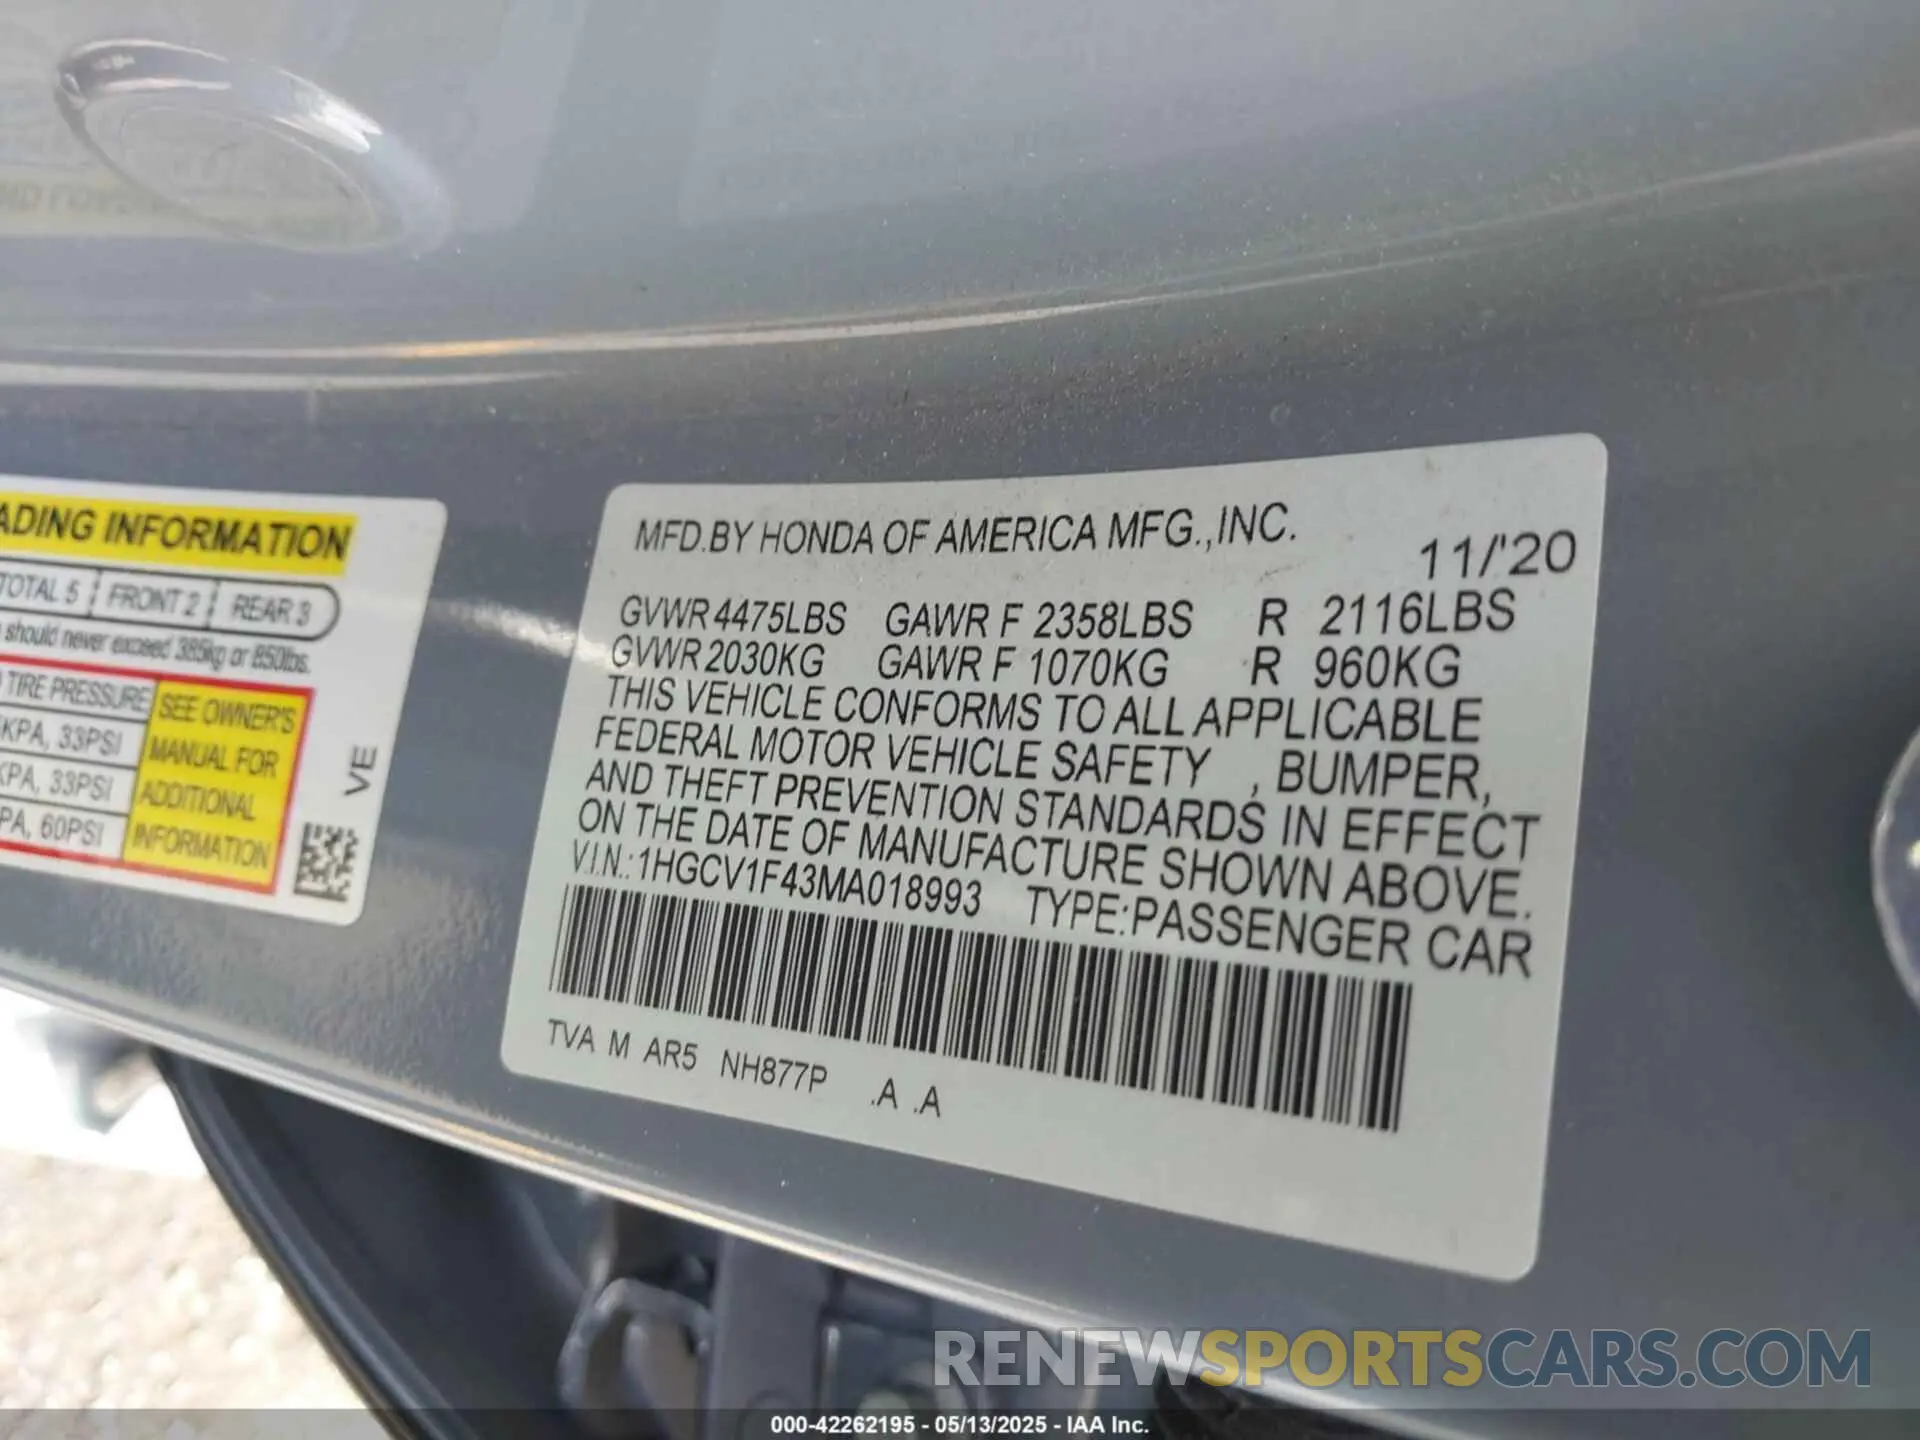 ADING INFORMATION
TOTAL 5 FRONT 2 REAR 3
should never exceed 385kg or 850lbs.
TIRE PRESSURE
KPA, 33PSI
KPA, 33PSI
PA, 60PSI
SEE OWNER'S
MANUAL FOR
ADDITIONAL
INFORMATION
VE
MFD.BY HONDA OF AMERICA MFG.,INC.
11/'20
GVWR 4475LBS GAWR F 2358LBS R 2116LBS
GVWR 2030KG GAWR F 1070KG R 960KG
THIS VEHICLE CONFORMS TO ALL APPLICABLE
FEDERAL MOTOR VEHICLE SAFETY , BUMPER,
AND THEFT PREVENTION STANDARDS IN EFFECT
ON THE DATE OF MANUFACTURE SHOWN ABOVE.
V.I.N.: 1HGCV1F43MA018993 TYPE:PASSENGER CAR
TVA M AR5 NH877P .A .A
RENEWSPORTSCARS.COM
000-42262195 - 05/13/2025 - IAA Inc.